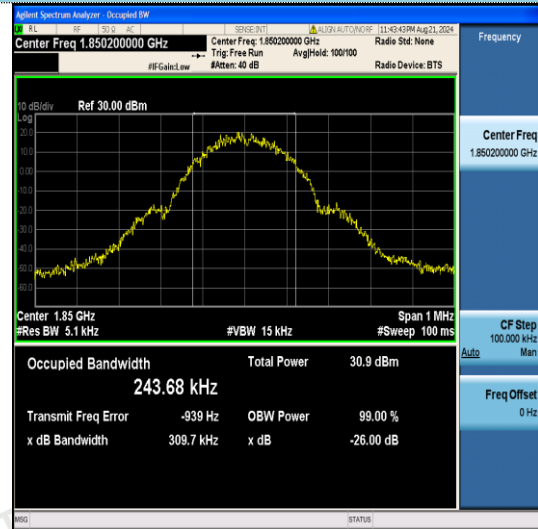 Agilent Spectrum Analyzer - Occupied BW
RL RF 50 Ω AC SENSE:INT ALIGN AUTO/NO RF 11:43:43 PM Aug 21, 2024
Center Freq 1.850200000 GHz Center Freq: 1.850200000 GHz Radio Std: None
Trig: Free Run Avg|Hold: 100/100
#IFGain:Low #Atten: 40 dB Radio Device: BTS
10 dB/div Ref 30.00 dBm
Log
20.0
10.0
0.00
-10.0
-20.0
-30.0
-40.0
-50.0
-60.0
Center 1.85 GHz Span 1 MHz
#Res BW 5.1 kHz #VBW 15 kHz #Sweep 100 ms
Occupied Bandwidth Total Power 30.9 dBm
243.68 kHz
Transmit Freq Error -939 Hz OBW Power 99.00 %
x dB Bandwidth 309.7 kHz x dB -26.00 dB
MSG STATUS
Frequency
Center Freq
1.850200000 GHz
CF Step
100.000 kHz
Auto Man
Freq Offset
0 Hz